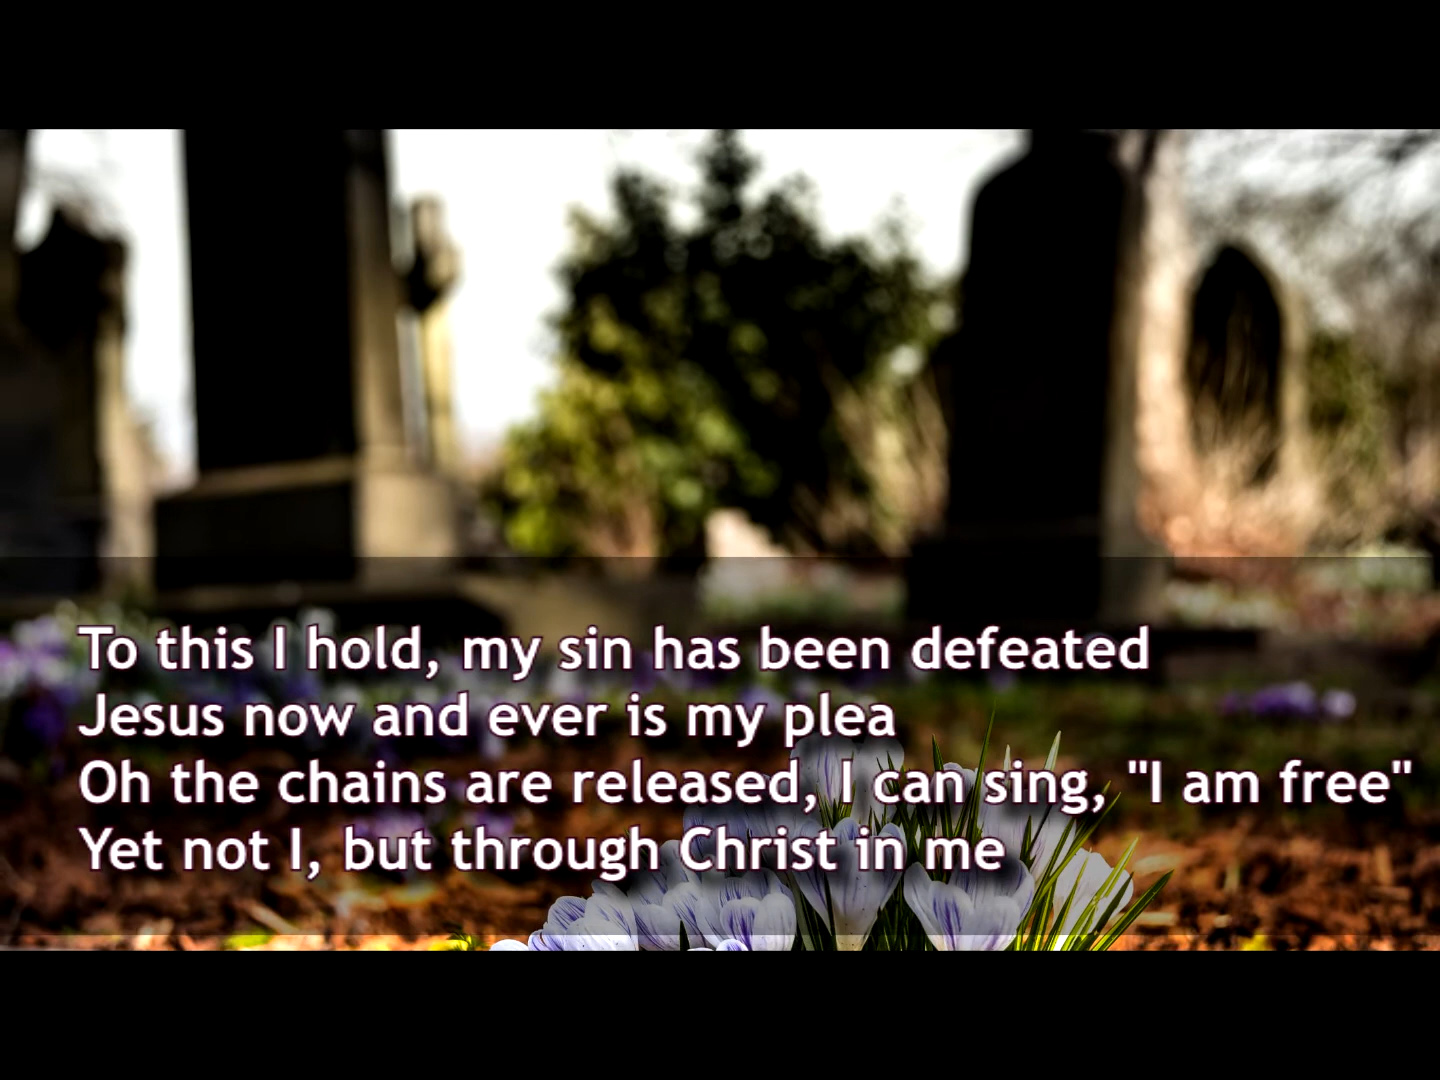 To this I hold, my sin has been defeated
Jesus now and ever is my plea
Oh the chains are released, I can sing, "I am free"
Yet not I, but through Christ in me